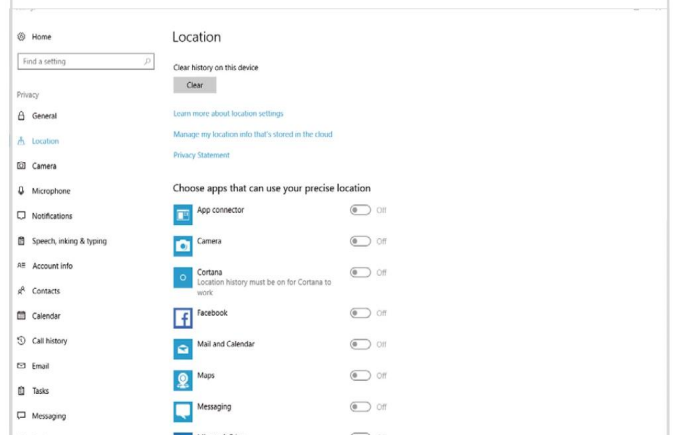 Home
Find a setting
Privacy
General
Location
Camera
Microphone
Notifications
Speech, inking & typing
Account info
Contacts
Calendar
Call history
Email
Tasks
Messaging
Location
Clear history on this device
Clear
Learn more about location settings
Manage my location info that's stored in the cloud
Privacy Statement
Choose apps that can use your precise location
App connector Off
Camera Off
Cortana Off
Location history must be on for Cortana to
work
Facebook Off
Mail and Calendar Off
Maps Off
Messaging Off